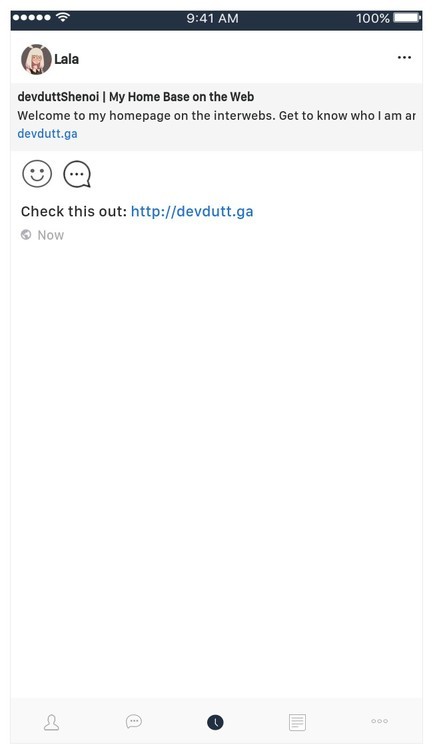 9:41 AM
100%
Lala
devduttShenoi | My Home Base on the Web
Welcome to my homepage on the interwebs. Get to know who I am ar
devdutt.ga
Check this out: http://devdutt.ga
Now